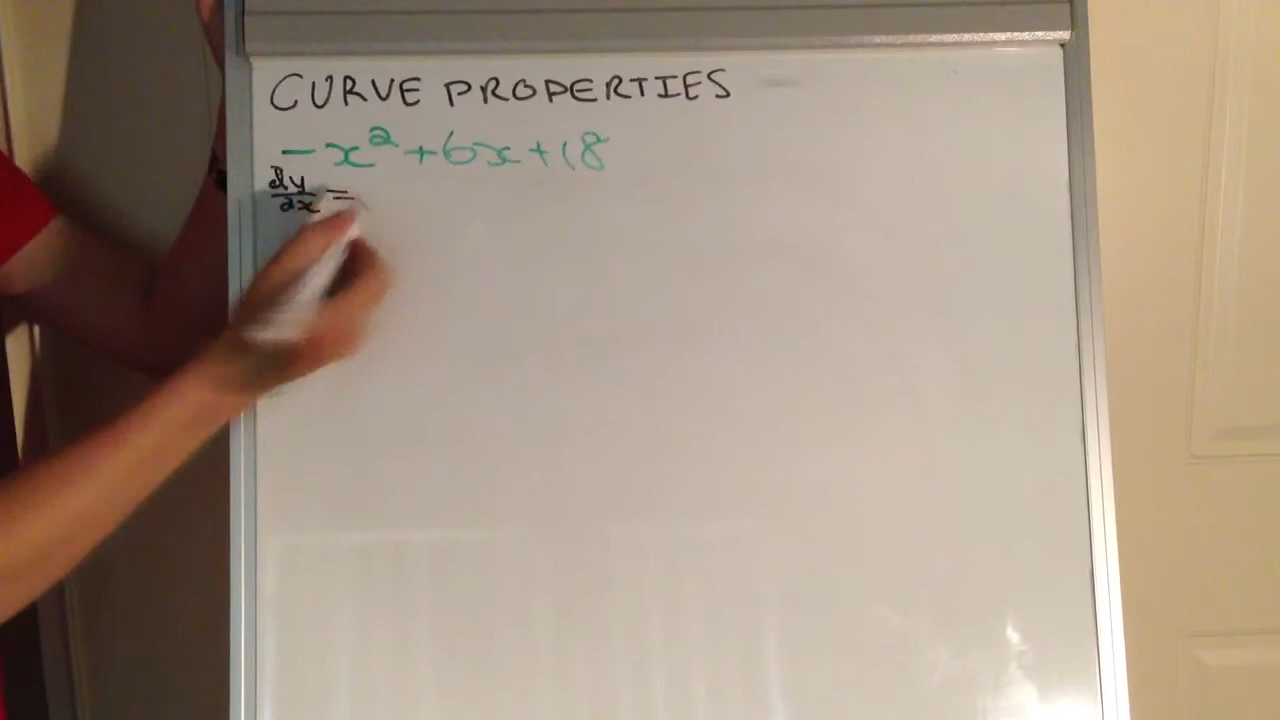 CURVE PROPERTIES
-x²+6x+18
dy/dx =